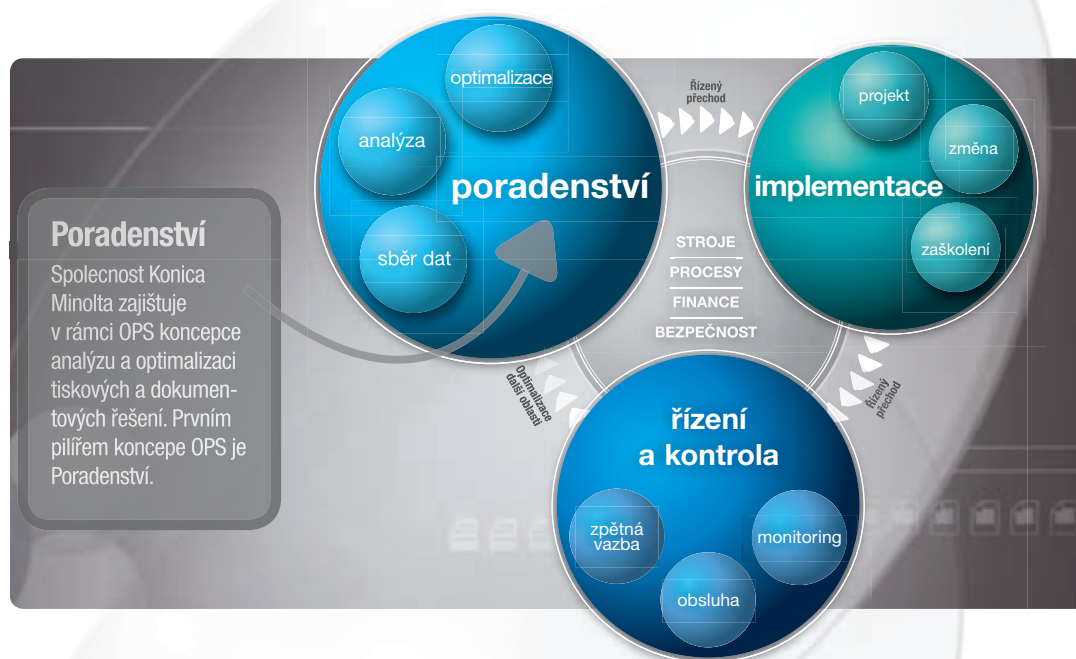 Poradenství
Spolecnost Konica
Minolta zajištuje
v rámci OPS koncepce
analýzu a optimalizaci
tiskových a dokumen-
tových řešení. Prvním
pilířem koncepe OPS je
Poradenství.
optimalizace
analýza
sběr dat
poradenství
Řízený
přechod
projekt
změna
zaškolení
implementace
STROJE
PROCESY
FINANCE
BEZPEČNOST
Optimalizace
další oblasti
Řízený
přechod
řízení
a kontrola
zpětná
vazba
obsluha
monitoring